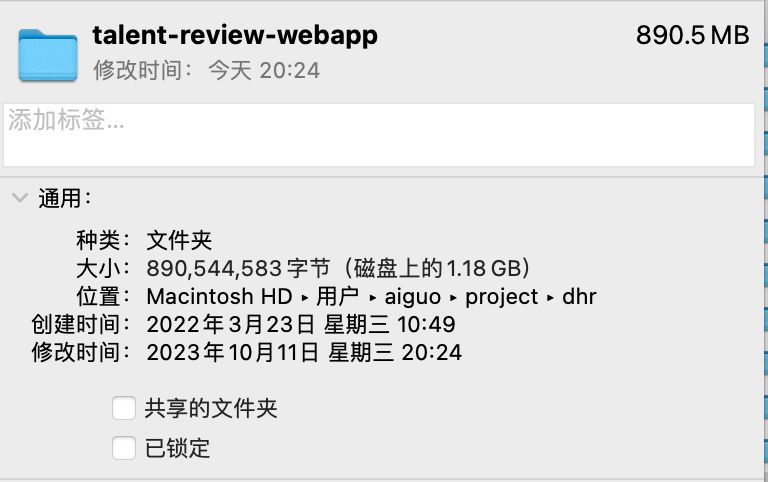 talent-review-webapp 890.5 MB
修改时间： 今天 20:24
添加标签...
通用：
种类： 文件夹
大小： 890,544,583 字节（磁盘上的1.18 GB）
位置： Macintosh HD ▸ 用户 ▸ aiguo ▸ project ▸ dhr
创建时间： 2022年3月23日 星期三 10:49
修改时间： 2023年10月11日 星期三 20:24
共享的文件夹
已锁定